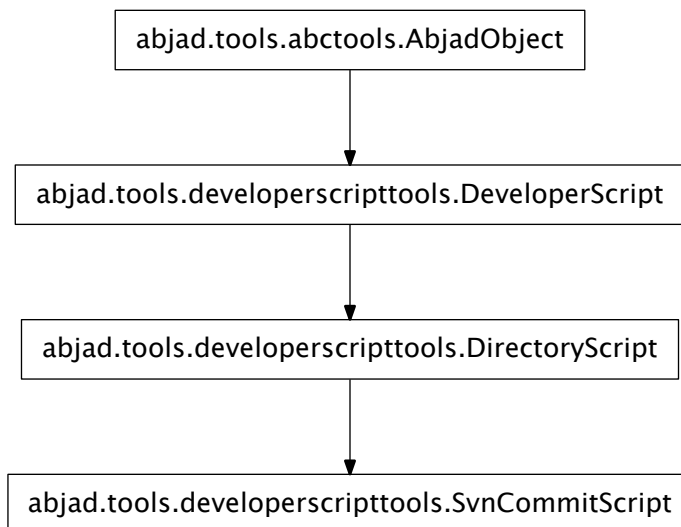 abjad.tools.abctools.AbjadObject
abjad.tools.developerscripttools.DeveloperScript
abjad.tools.developerscripttools.DirectoryScript
abjad.tools.developerscripttools.SvnCommitScript